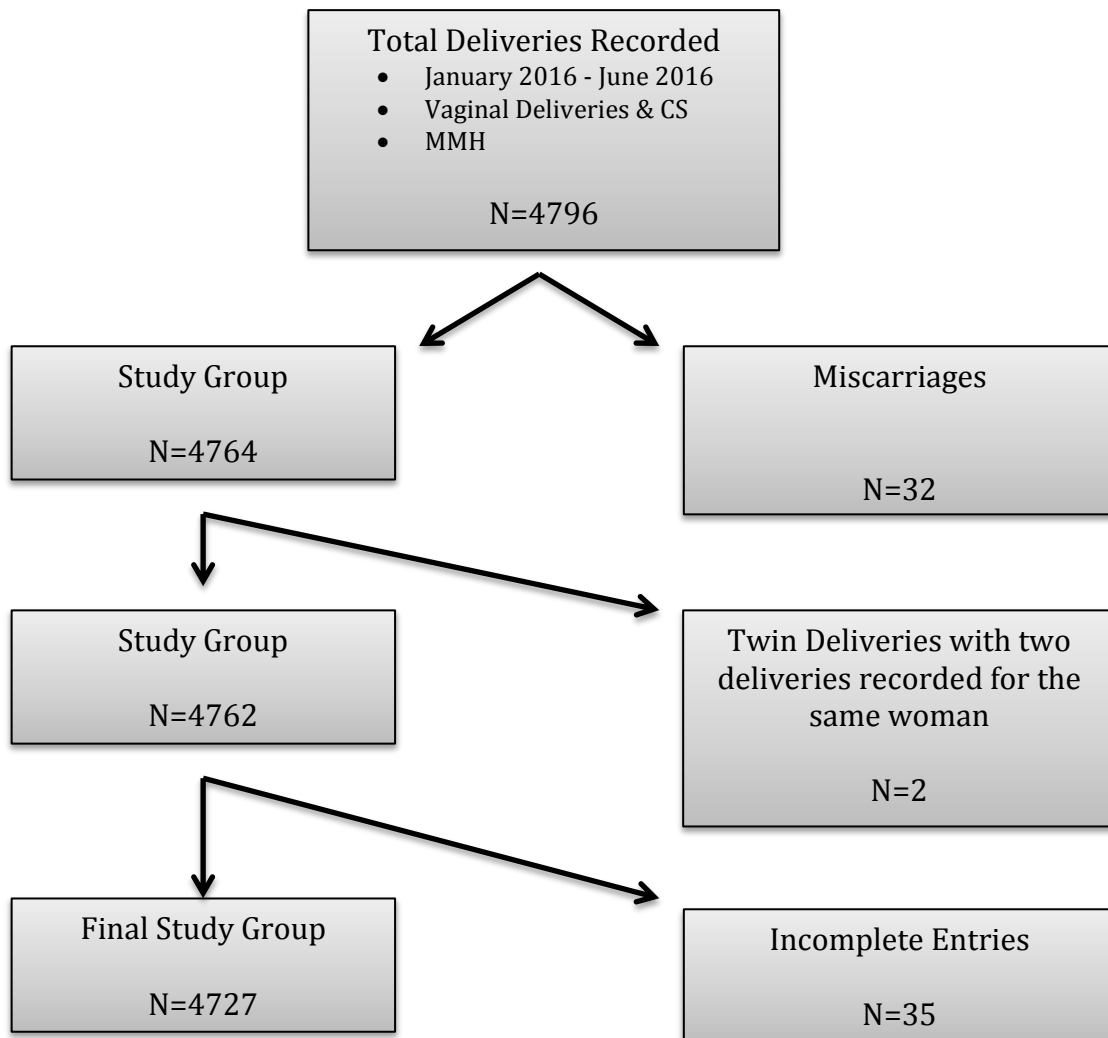 Total Deliveries Recorded
• January 2016 - June 2016
• Vaginal Deliveries & CS
• MMH
N=4796
Study Group
N=4764
Miscarriages
N=32
Study Group
N=4762
Twin Deliveries with two
deliveries recorded for the
same woman
N=2
Final Study Group
N=4727
Incomplete Entries
N=35